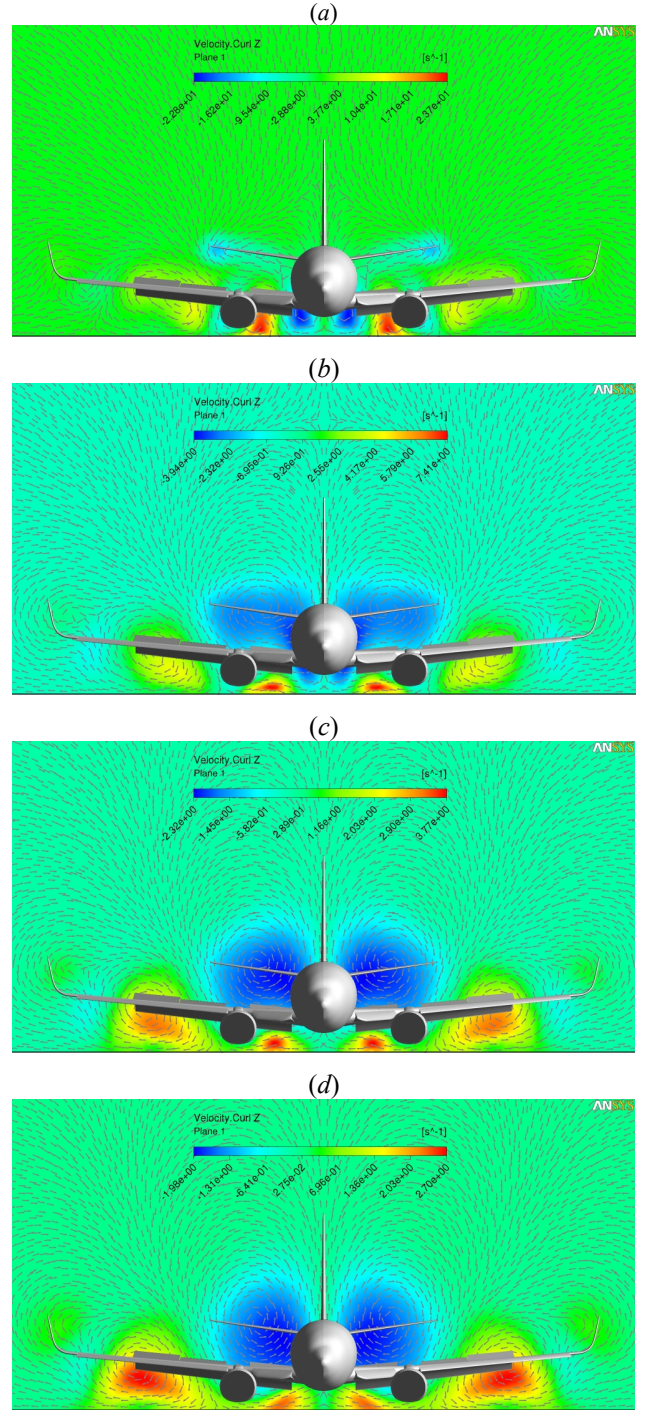 (a)
ANSYS
Velocity.Curl Z
Plane 1 [s^-1]
-2.28e+01 -1.62e+01 -9.54e+00 -2.88e+00 3.77e+00 1.04e+01 1.71e+01 2.37e+01
(b)
ANSYS
Velocity.Curl Z
Plane 1 [s^-1]
-3.94e+00 -2.32e+00 -6.95e-01 9.26e-01 2.55e+00 4.17e+00 5.79e+00 7.41e+00
(c)
ANSYS
Velocity.Curl Z
Plane 1 [s^-1]
-2.32e+00 -1.45e+00 -5.82e-01 2.89e-01 1.16e+00 2.03e+00 2.90e+00 3.77e+00
(d)
ANSYS
Velocity.Curl Z
Plane 1 [s^-1]
-1.98e+00 -1.31e+00 -6.41e-01 2.75e-02 6.96e-01 1.36e+00 2.03e+00 2.70e+00